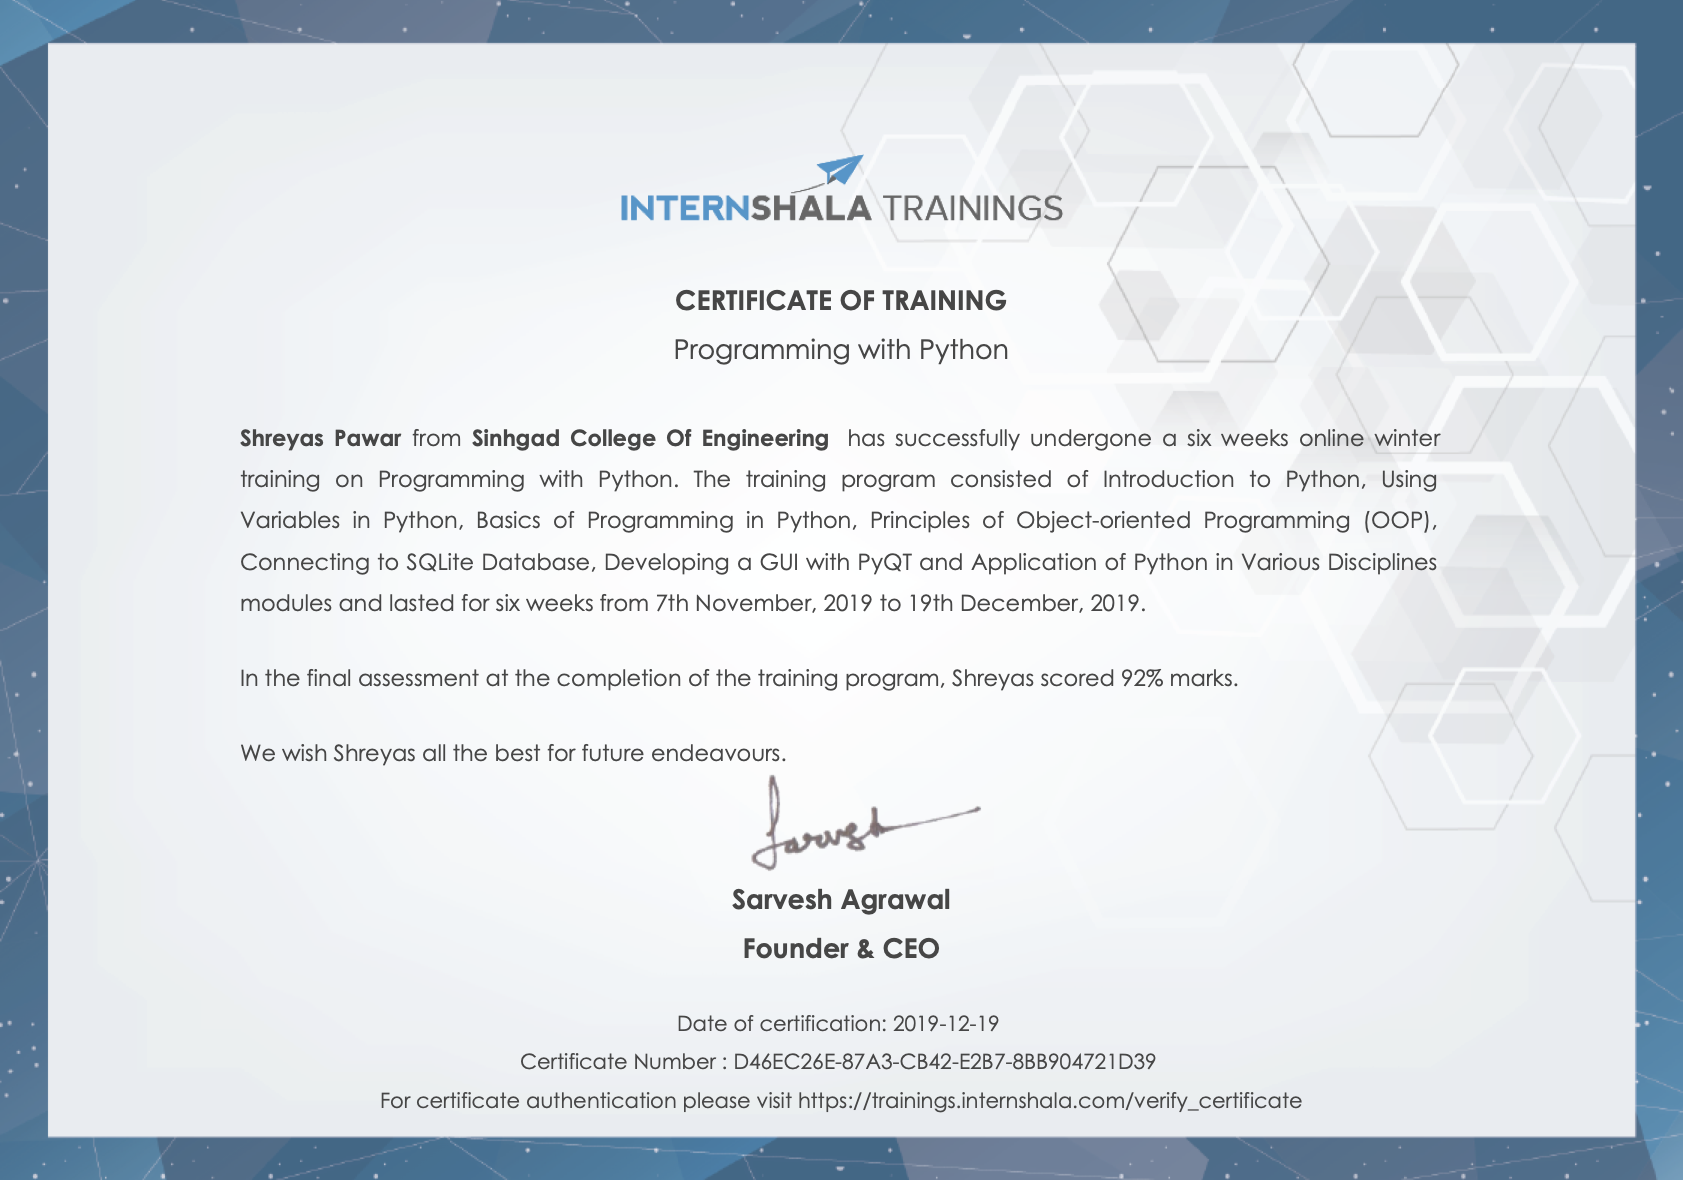 INTERNSHALA TRAININGS
CERTIFICATE OF TRAINING
Programming with Python
Shreyas Pawar from Sinhgad College Of Engineering has successfully undergone a six weeks online winter
training on Programming with Python. The training program consisted of Introduction to Python, Using
Variables in Python, Basics of Programming in Python, Principles of Object-oriented Programming (OOP),
Connecting to SQLite Database, Developing a GUI with PyQT and Application of Python in Various Disciplines
modules and lasted for six weeks from 7th November, 2019 to 19th December, 2019.
In the final assessment at the completion of the training program, Shreyas scored 92% marks.
We wish Shreyas all the best for future endeavours.
Sarvesh
Sarvesh Agrawal
Founder & CEO
Date of certification: 2019-12-19
Certificate Number : D46EC26E-87A3-CB42-E2B7-8BB904721D39
For certificate authentication please visit https://trainings.internshala.com/verify_certificate